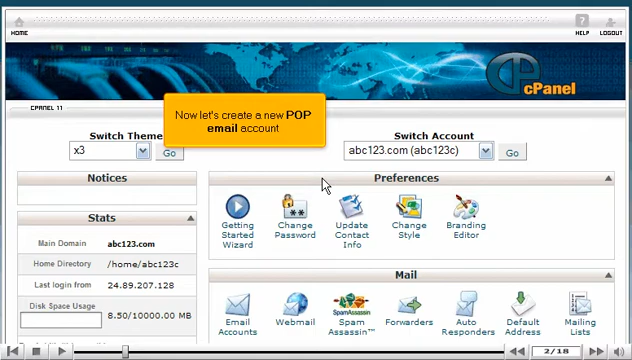 HOME
HELP
LOGOUT
cPanel
CPANEL 11
Now let's create a new POP
email account
Switch Theme
x3
Go
Switch Account
abc123.com (abc123c)
Go
Notices
Stats
Main Domain
abc123.com
Home Directory
/home/abc123c
Last login from
24.89.207.128
Disk Space Usage
8.50/10000.00 MB
Preferences
Getting
Started
Wizard
Change
Password
Update
Contact
Info
Change
Style
Branding
Editor
Mail
Email
Accounts
Webmail
SpamAssassin
Spam
Assassin™
Forwarders
Auto
Responders
Default
Address
Mailing
Lists
2/18